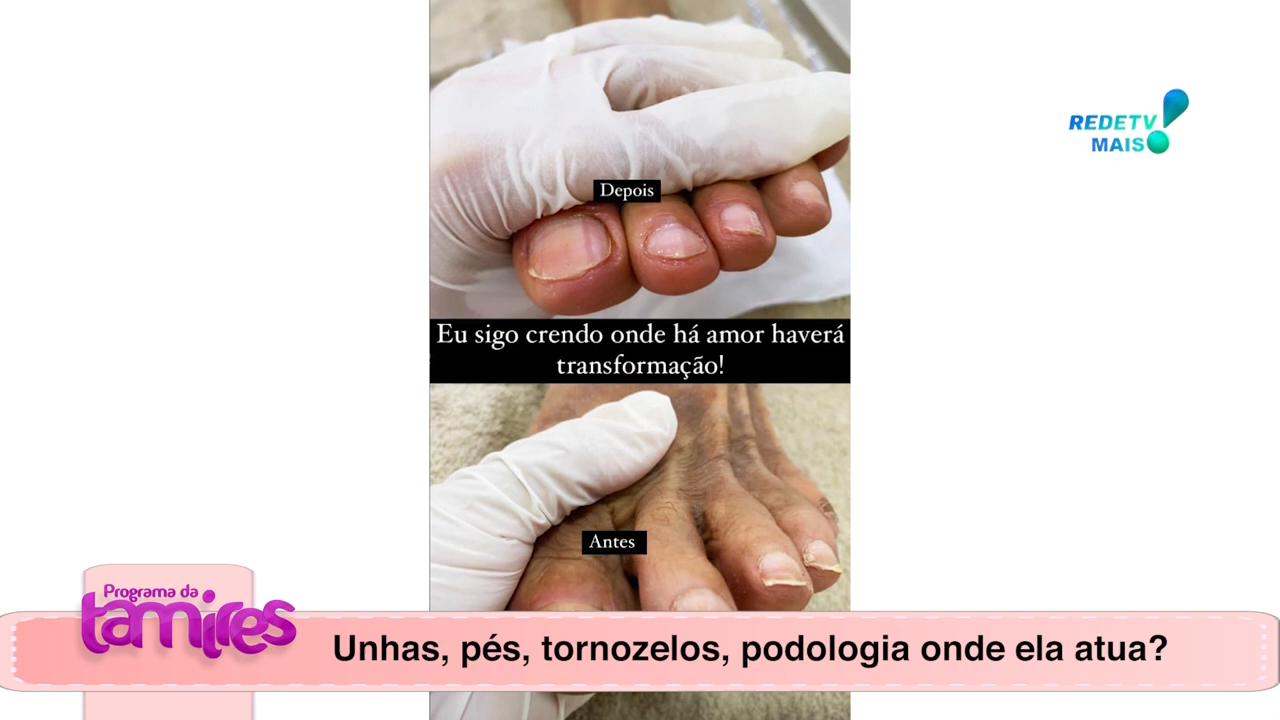 REDETV
MAIS
Depois
Eu sigo crendo onde há amor haverá
transformação!
Antes
Programa da
tamires
Unhas, pés, tornozelos, podologia onde ela atua?